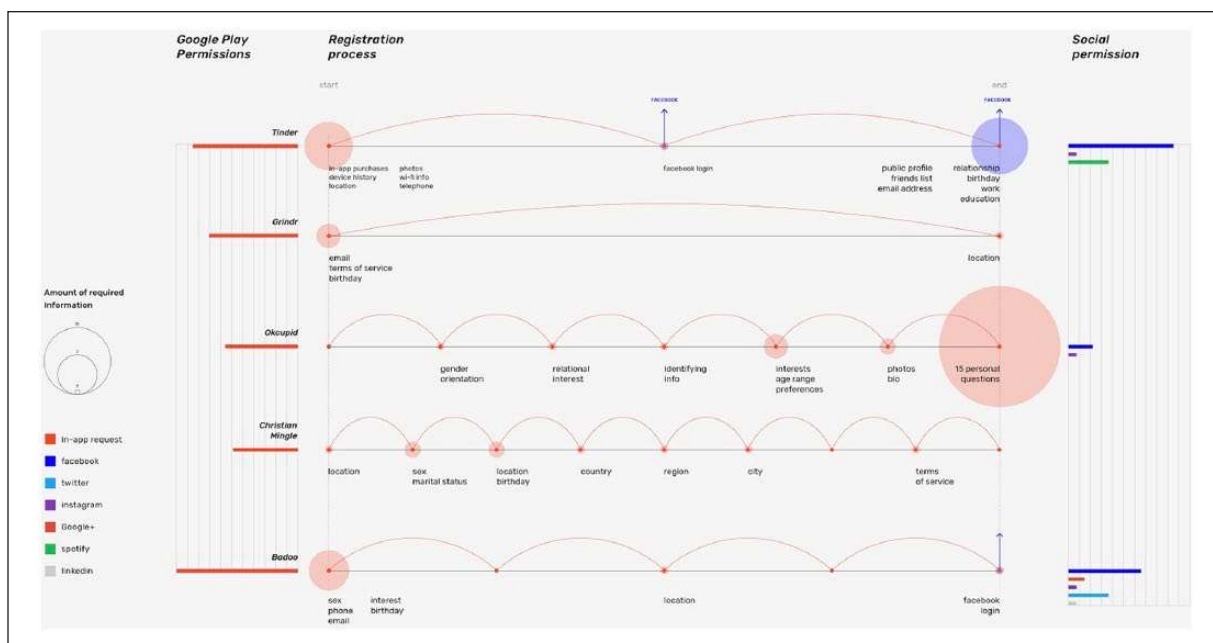 Google Play
Permissions
Registration
process
Social
permission
start
end
FACEBOOK
FACEBOOK
Tinder
in-app purchases
device history
location
photos
wi-fi info
telephone
facebook login
public profile
friends list
email address
relationship
birthday
work
education
Grindr
email
terms of service
birthday
location
Amount of required
Information
Okcupid
gender
orientation
relational
interest
identifying
info
interests
age range
preferences
photos
bio
15 personal
questions
Christian
Mingle
location
sex
marital status
location
birthday
country
region
city
terms
of service
In-app request
facebook
twitter
instagram
Google+
spotify
linkedin
Badoo
sex
phone
email
interest
birthday
location
facebook
login